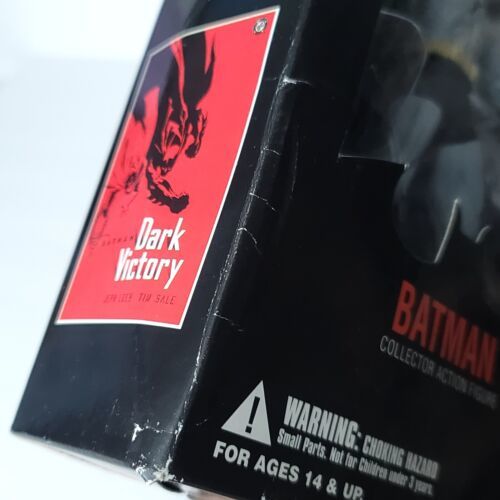 BATMAN
Dark
Victory
JEPH LOEB TIM SALE
BATMAN
COLLECTOR ACTION FIGURE
WARNING: CHOKING HAZARD
Small Parts. Not for Children under 3 years.
FOR AGES 14 & UP